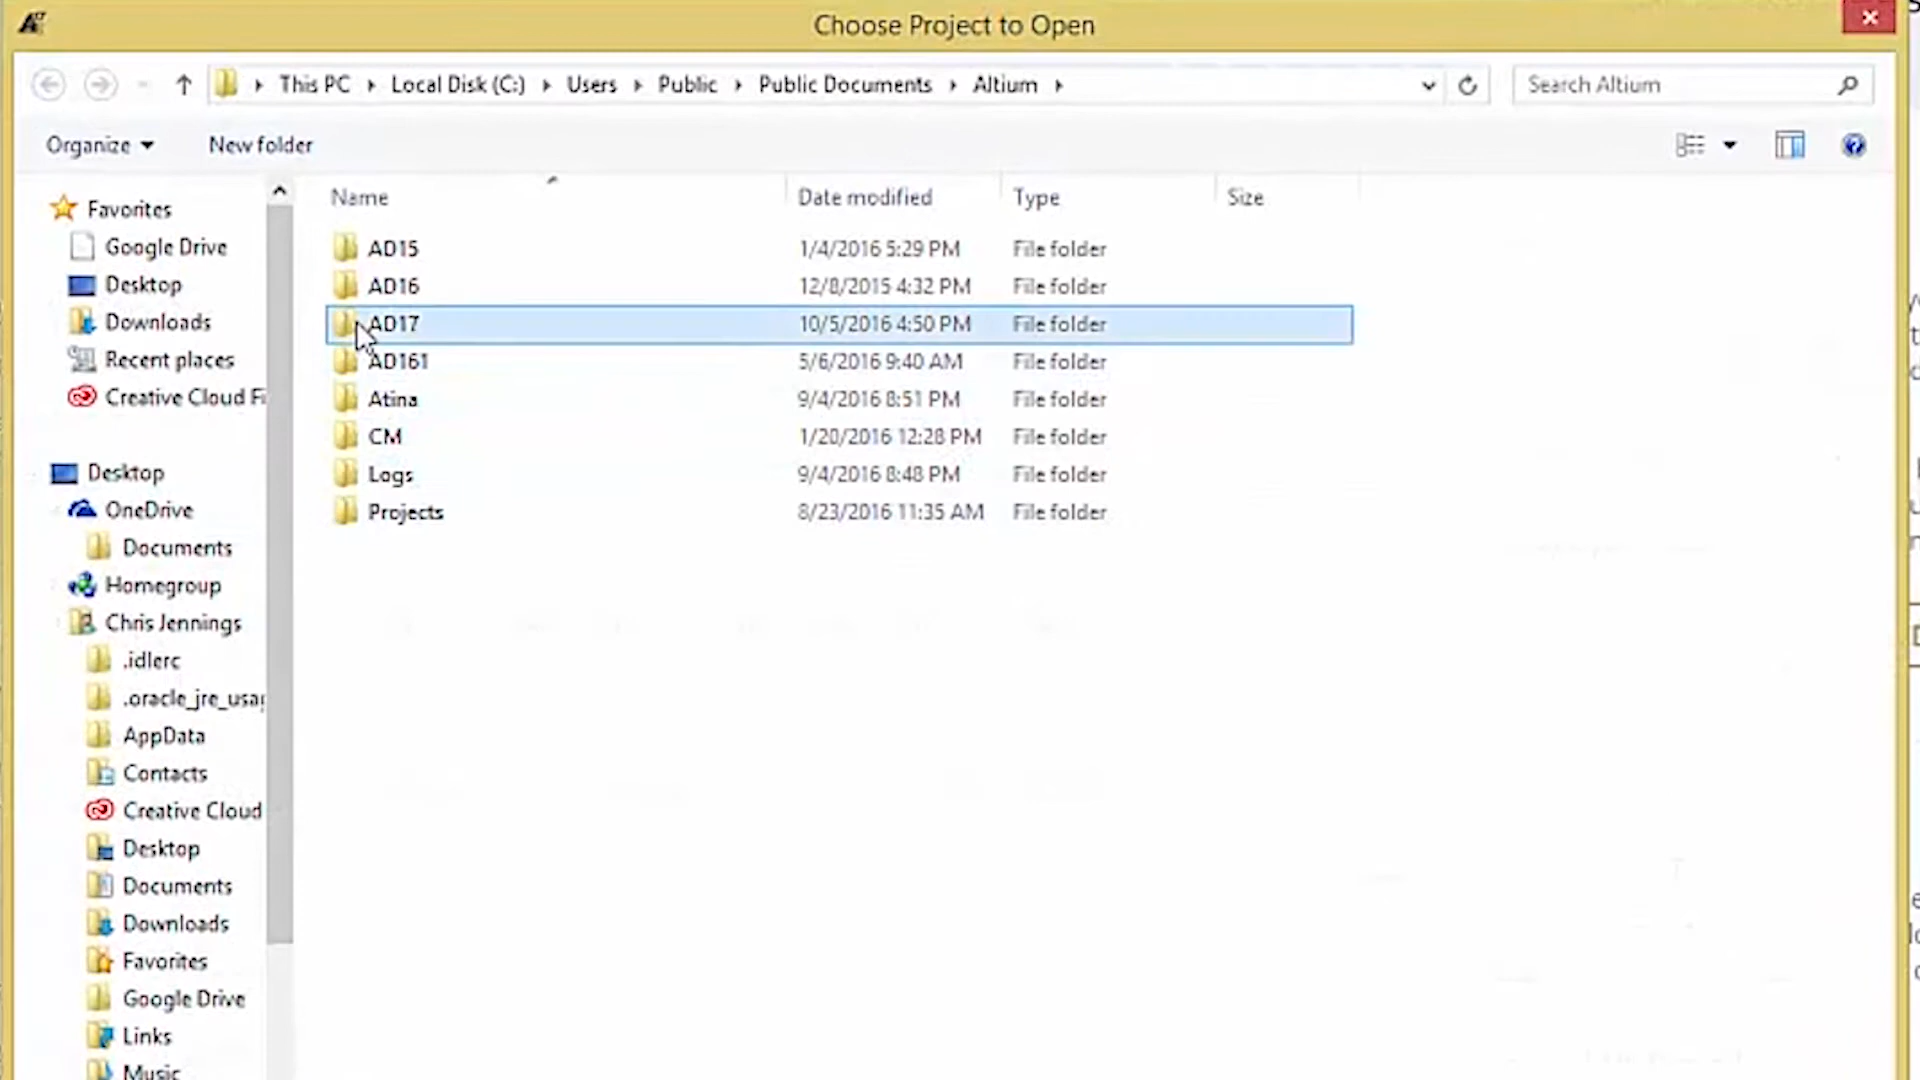 Choose Project to Open
This PC Local Disk (C:) Users Public Public Documents Altium
Search Altium
Organize
New folder
Name Date modified Type Size
AD15 1/4/2016 5:29 PM File folder
AD16 12/8/2015 4:32 PM File folder
AD17 10/5/2016 4:50 PM File folder
AD161 5/6/2016 9:40 AM File folder
Atina 9/4/2016 8:51 PM File folder
CM 1/20/2016 12:28 PM File folder
Logs 9/4/2016 8:48 PM File folder
Projects 8/23/2016 11:35 AM File folder
Favorites
Google Drive
Desktop
Downloads
Recent places
Creative Cloud Fi
Desktop
OneDrive
Documents
Homegroup
Chris Jennings
.idlerc
.oracle_jre_usa
AppData
Contacts
Creative Cloud
Desktop
Documents
Downloads
Favorites
Google Drive
Links
Music